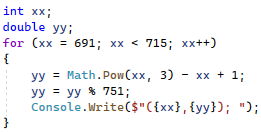 int xx;
double yy;
for (xx = 691; xx < 715; xx++)
{
    yy = Math.Pow(xx, 3) - xx + 1;
    yy = yy % 751;
    Console.Write($"({xx},{yy}); ");
}